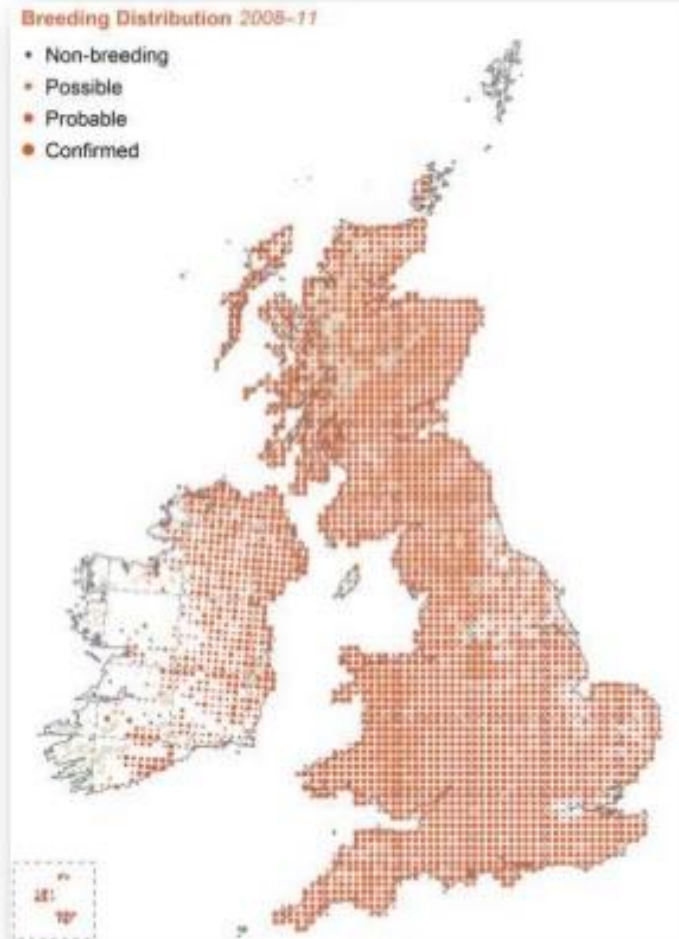 Breeding Distribution 2008–11
Non-breeding
Possible
Probable
Confirmed